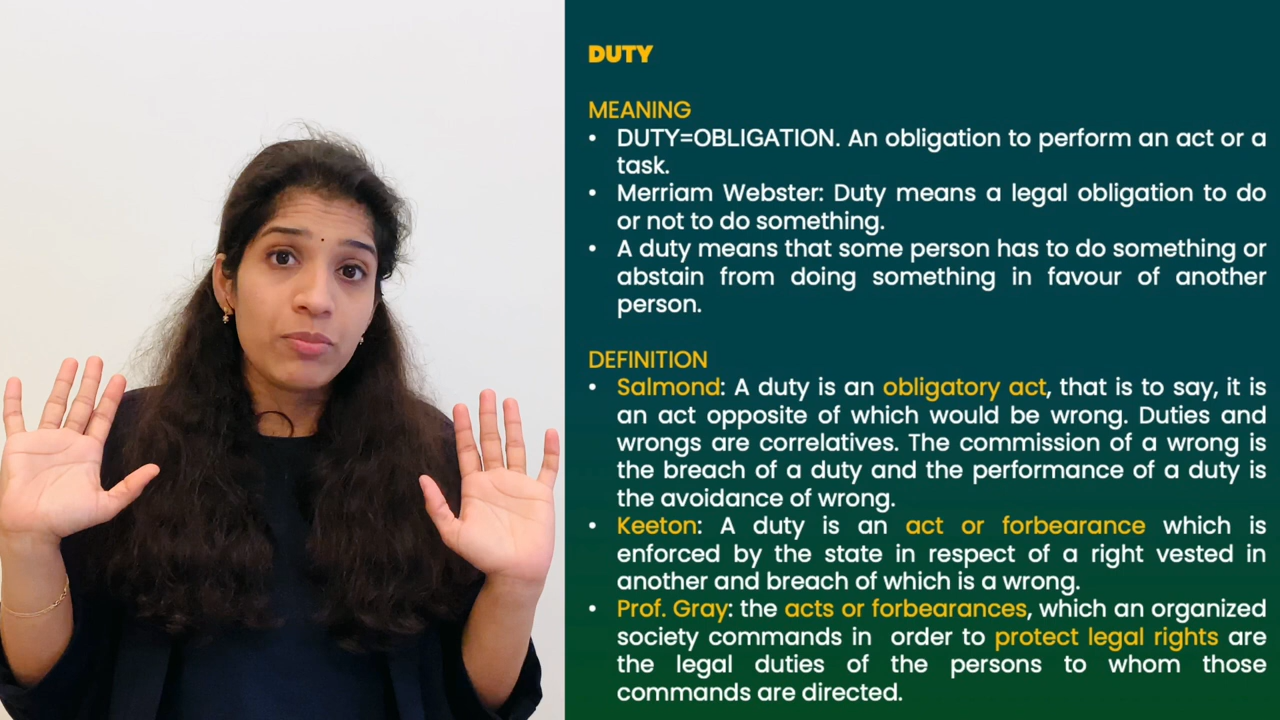 DUTY
MEANING
• DUTY=OBLIGATION. An obligation to perform an act or a
task.
• Merriam Webster: Duty means a legal obligation to do
or not to do something.
• A duty means that some person has to do something or
abstain from doing something in favour of another
person.
DEFINITION
• Salmond: A duty is an obligatory act, that is to say, it is
an act opposite of which would be wrong. Duties and
wrongs are correlatives. The commission of a wrong is
the breach of a duty and the performance of a duty is
the avoidance of wrong.
• Keeton: A duty is an act or forbearance which is
enforced by the state in respect of a right vested in
another and breach of which is a wrong.
• Prof. Gray: the acts or forbearances, which an organized
society commands in order to protect legal rights are
the legal duties of the persons to whom those
commands are directed.